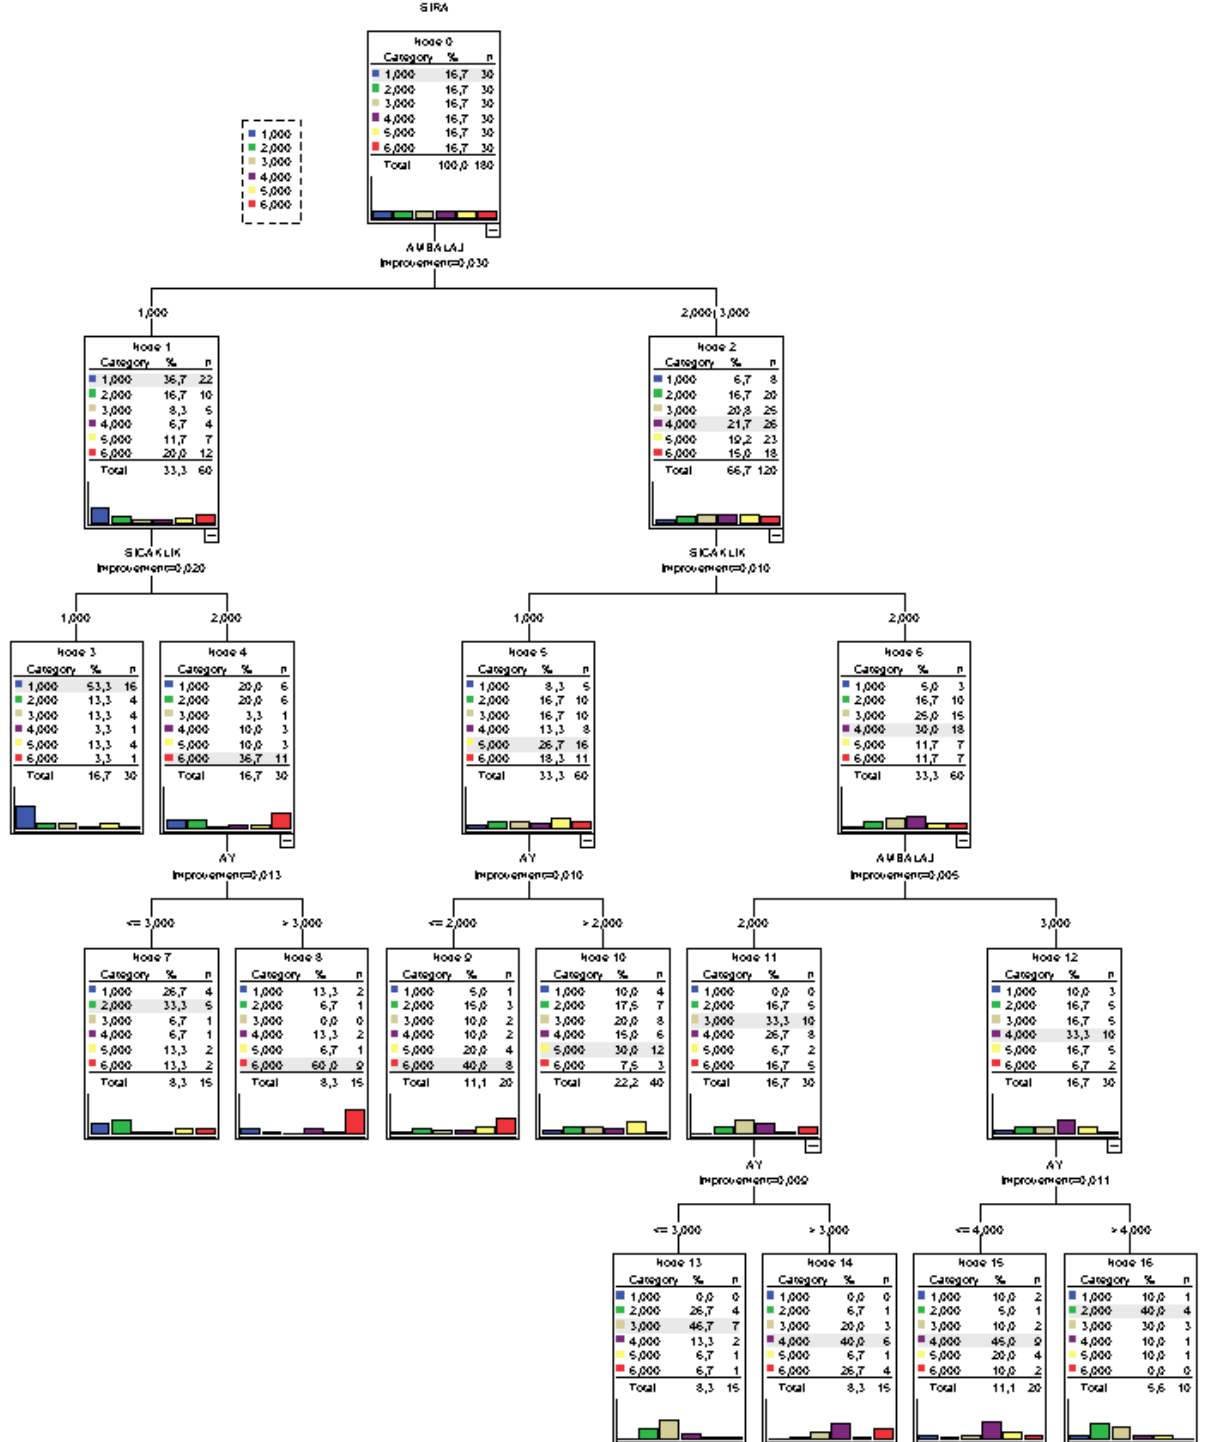 SIRA
Node 0
Category % n
1,000 16,7 30
2,000 16,7 30
3,000 16,7 30
4,000 16,7 30
5,000 16,7 30
6,000 16,7 30
Total 100,0 180
1,000
2,000
3,000
4,000
5,000
6,000
AMBALAJ
Improvement=0,030
1,000
2,000; 3,000
Node 1
Category % n
1,000 36,7 22
2,000 16,7 10
3,000 8,3 5
4,000 6,7 4
5,000 11,7 7
6,000 20,0 12
Total 33,3 60
Node 2
Category % n
1,000 6,7 8
2,000 16,7 20
3,000 20,8 25
4,000 21,7 26
5,000 19,2 23
6,000 15,0 18
Total 66,7 120
SICAKLIK
Improvement=0,020
SICAKLIK
Improvement=0,010
1,000
2,000
1,000
2,000
Node 3
Category % n
1,000 53,3 16
2,000 13,3 4
3,000 13,3 4
4,000 3,3 1
5,000 13,3 4
6,000 3,3 1
Total 16,7 30
Node 4
Category % n
1,000 20,0 6
2,000 20,0 6
3,000 3,3 1
4,000 10,0 3
5,000 10,0 3
6,000 36,7 11
Total 16,7 30
Node 5
Category % n
1,000 8,3 5
2,000 16,7 10
3,000 16,7 10
4,000 13,3 8
5,000 26,7 16
6,000 18,3 11
Total 33,3 60
Node 6
Category % n
1,000 5,0 3
2,000 16,7 10
3,000 25,0 15
4,000 30,0 18
5,000 11,7 7
6,000 11,7 7
Total 33,3 60
AY
Improvement=0,013
AY
Improvement=0,010
AMBALAJ
Improvement=0,005
<= 3,000
> 3,000
<= 2,000
> 2,000
2,000
3,000
Node 7
Category % n
1,000 26,7 4
2,000 33,3 5
3,000 6,7 1
4,000 6,7 1
5,000 13,3 2
6,000 13,3 2
Total 8,3 15
Node 8
Category % n
1,000 13,3 2
2,000 6,7 1
3,000 0,0 0
4,000 13,3 2
5,000 6,7 1
6,000 60,0 9
Total 8,3 15
Node 9
Category % n
1,000 5,0 1
2,000 15,0 3
3,000 10,0 2
4,000 10,0 2
5,000 20,0 4
6,000 40,0 8
Total 11,1 20
Node 10
Category % n
1,000 10,0 4
2,000 17,5 7
3,000 20,0 8
4,000 15,0 6
5,000 30,0 12
6,000 7,5 3
Total 22,2 40
Node 11
Category % n
1,000 0,0 0
2,000 16,7 5
3,000 33,3 10
4,000 26,7 8
5,000 6,7 2
6,000 16,7 5
Total 16,7 30
Node 12
Category % n
1,000 10,0 3
2,000 16,7 5
3,000 16,7 5
4,000 33,3 10
5,000 16,7 5
6,000 6,7 2
Total 16,7 30
AY
Improvement=0,009
AY
Improvement=0,011
<= 3,000
> 3,000
<= 4,000
> 4,000
Node 13
Category % n
1,000 0,0 0
2,000 26,7 4
3,000 46,7 7
4,000 13,3 2
5,000 6,7 1
6,000 6,7 1
Total 8,3 15
Node 14
Category % n
1,000 0,0 0
2,000 6,7 1
3,000 20,0 3
4,000 40,0 6
5,000 6,7 1
6,000 26,7 4
Total 8,3 15
Node 15
Category % n
1,000 10,0 2
2,000 5,0 1
3,000 10,0 2
4,000 45,0 9
5,000 20,0 4
6,000 10,0 2
Total 11,1 20
Node 16
Category % n
1,000 10,0 1
2,000 40,0 4
3,000 30,0 3
4,000 10,0 1
5,000 10,0 1
6,000 0,0 0
Total 5,6 10